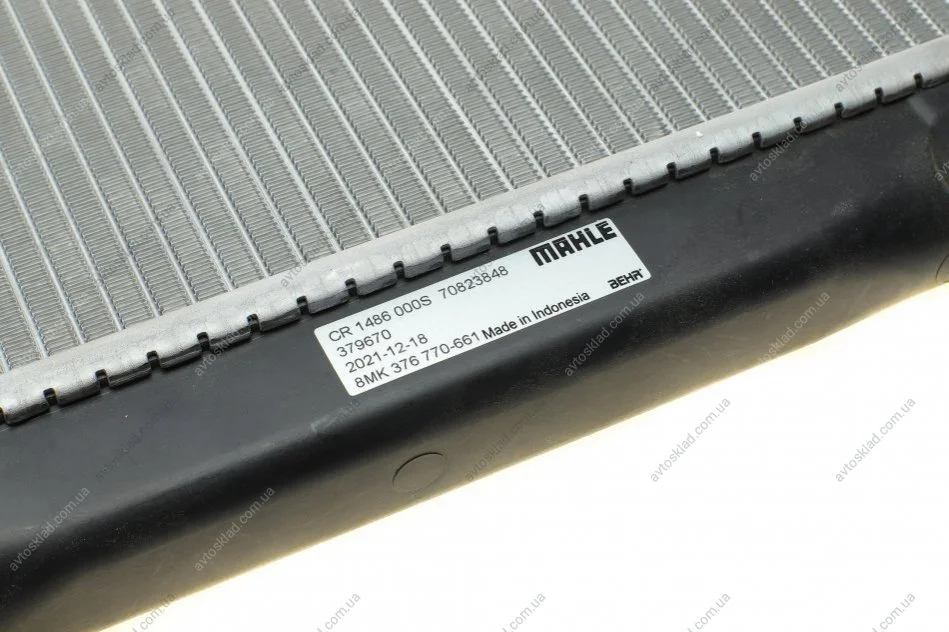 MAHLE
CR 1486 000S 70823848
379670
2021-12-18
BEHR
8MK 376 770-661 Made in Indonesia
avtosklad.com.ua